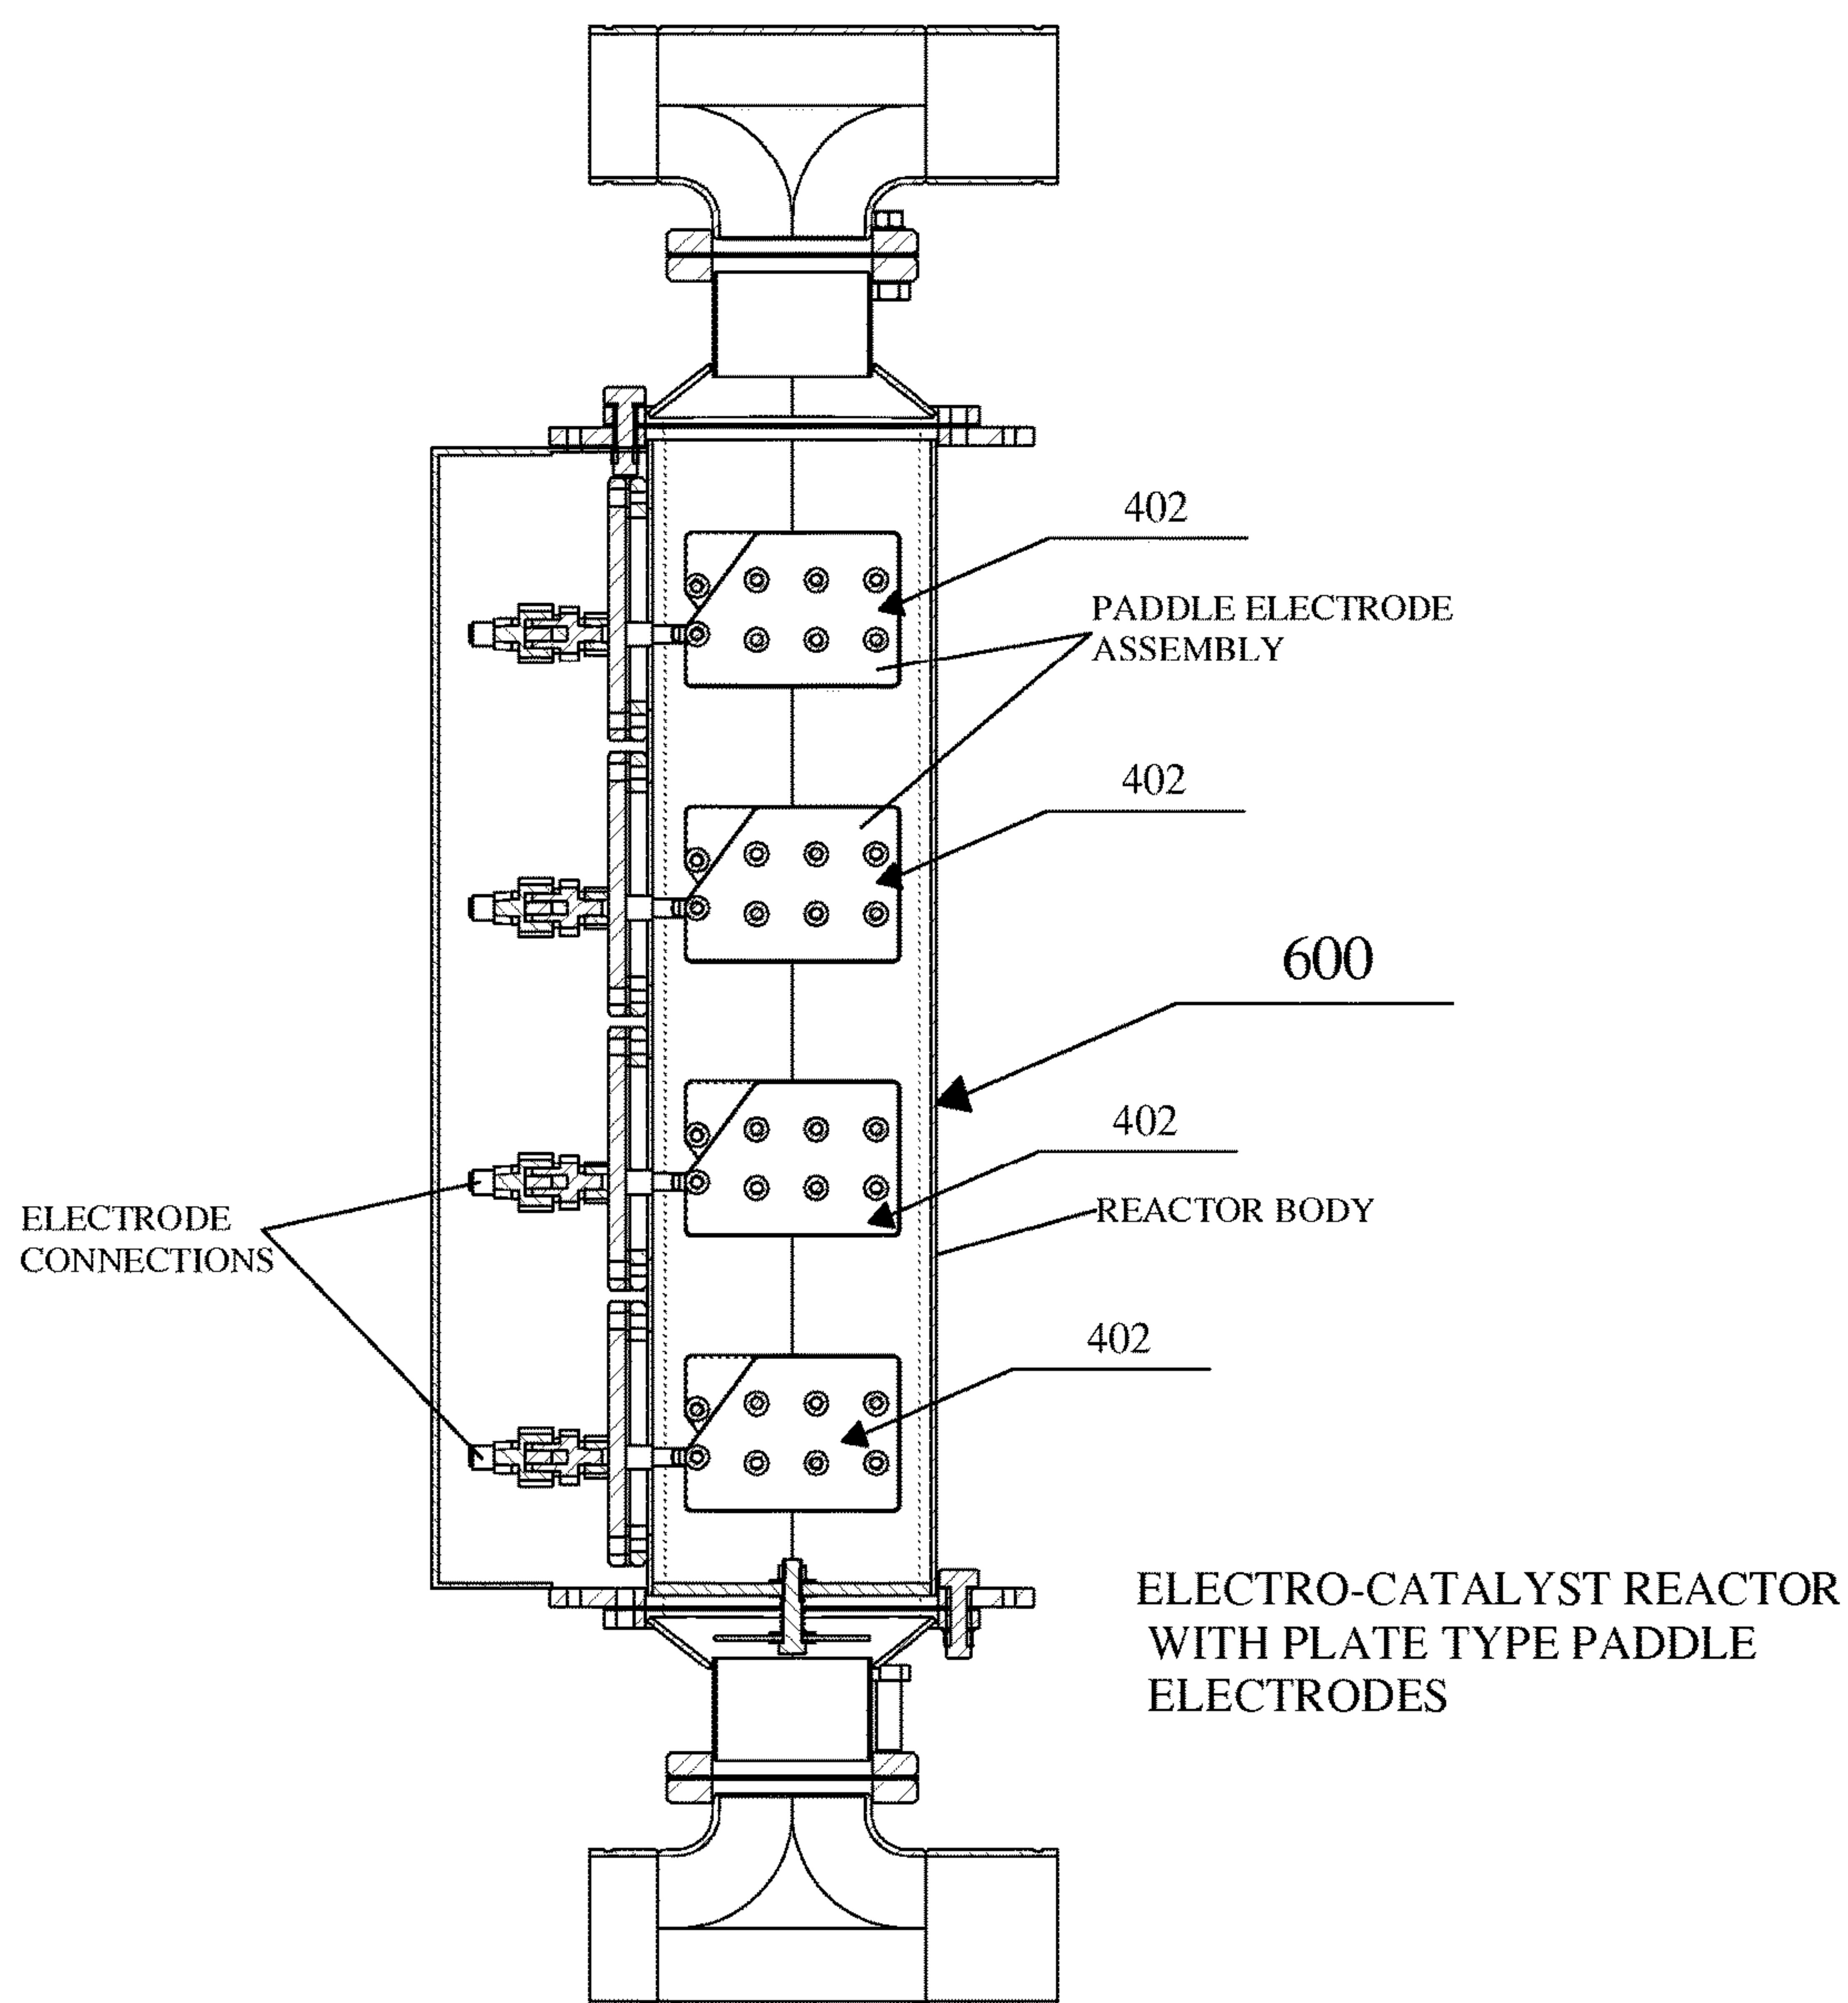 402
PADDLE ELECTRODE
ASSEMBLY
402
600
402
REACTOR BODY
ELECTRODE
CONNECTIONS
402
ELECTRO-CATALYST REACTOR
WITH PLATE TYPE PADDLE
ELECTRODES